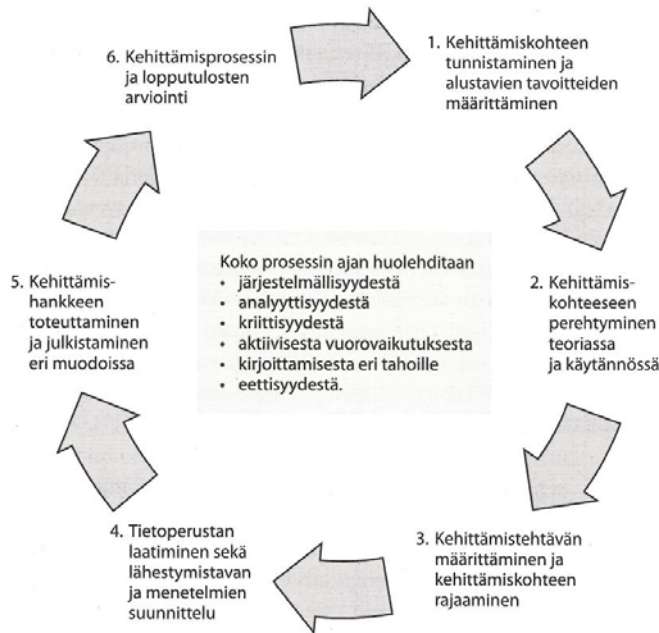 1. Kehittämiskohteen
tunnistaminen ja
alustavien tavoitteiden
määrittäminen
2. Kehittämis-
kohteeseen
perehtyminen
teoriassa
ja käytännössä
3. Kehittämistehtävän
määrittäminen ja
kehittämiskohteen
rajaaminen
4. Tietoperustan
laatiminen sekä
lähestymistavan
ja menetelmien
suunnittelu
5. Kehittämis-
hankkeen
toteuttaminen
ja julkistaminen
eri muodoissa
6. Kehittämisprosessin
ja lopputulosten
arviointi
Koko prosessin ajan huolehditaan
• järjestelmällisyydestä
• analyyttisyydestä
• kriittisyydestä
• aktiivisesta vuorovaikutuksesta
• kirjoittamisesta eri tahoille
• eettisyydestä.